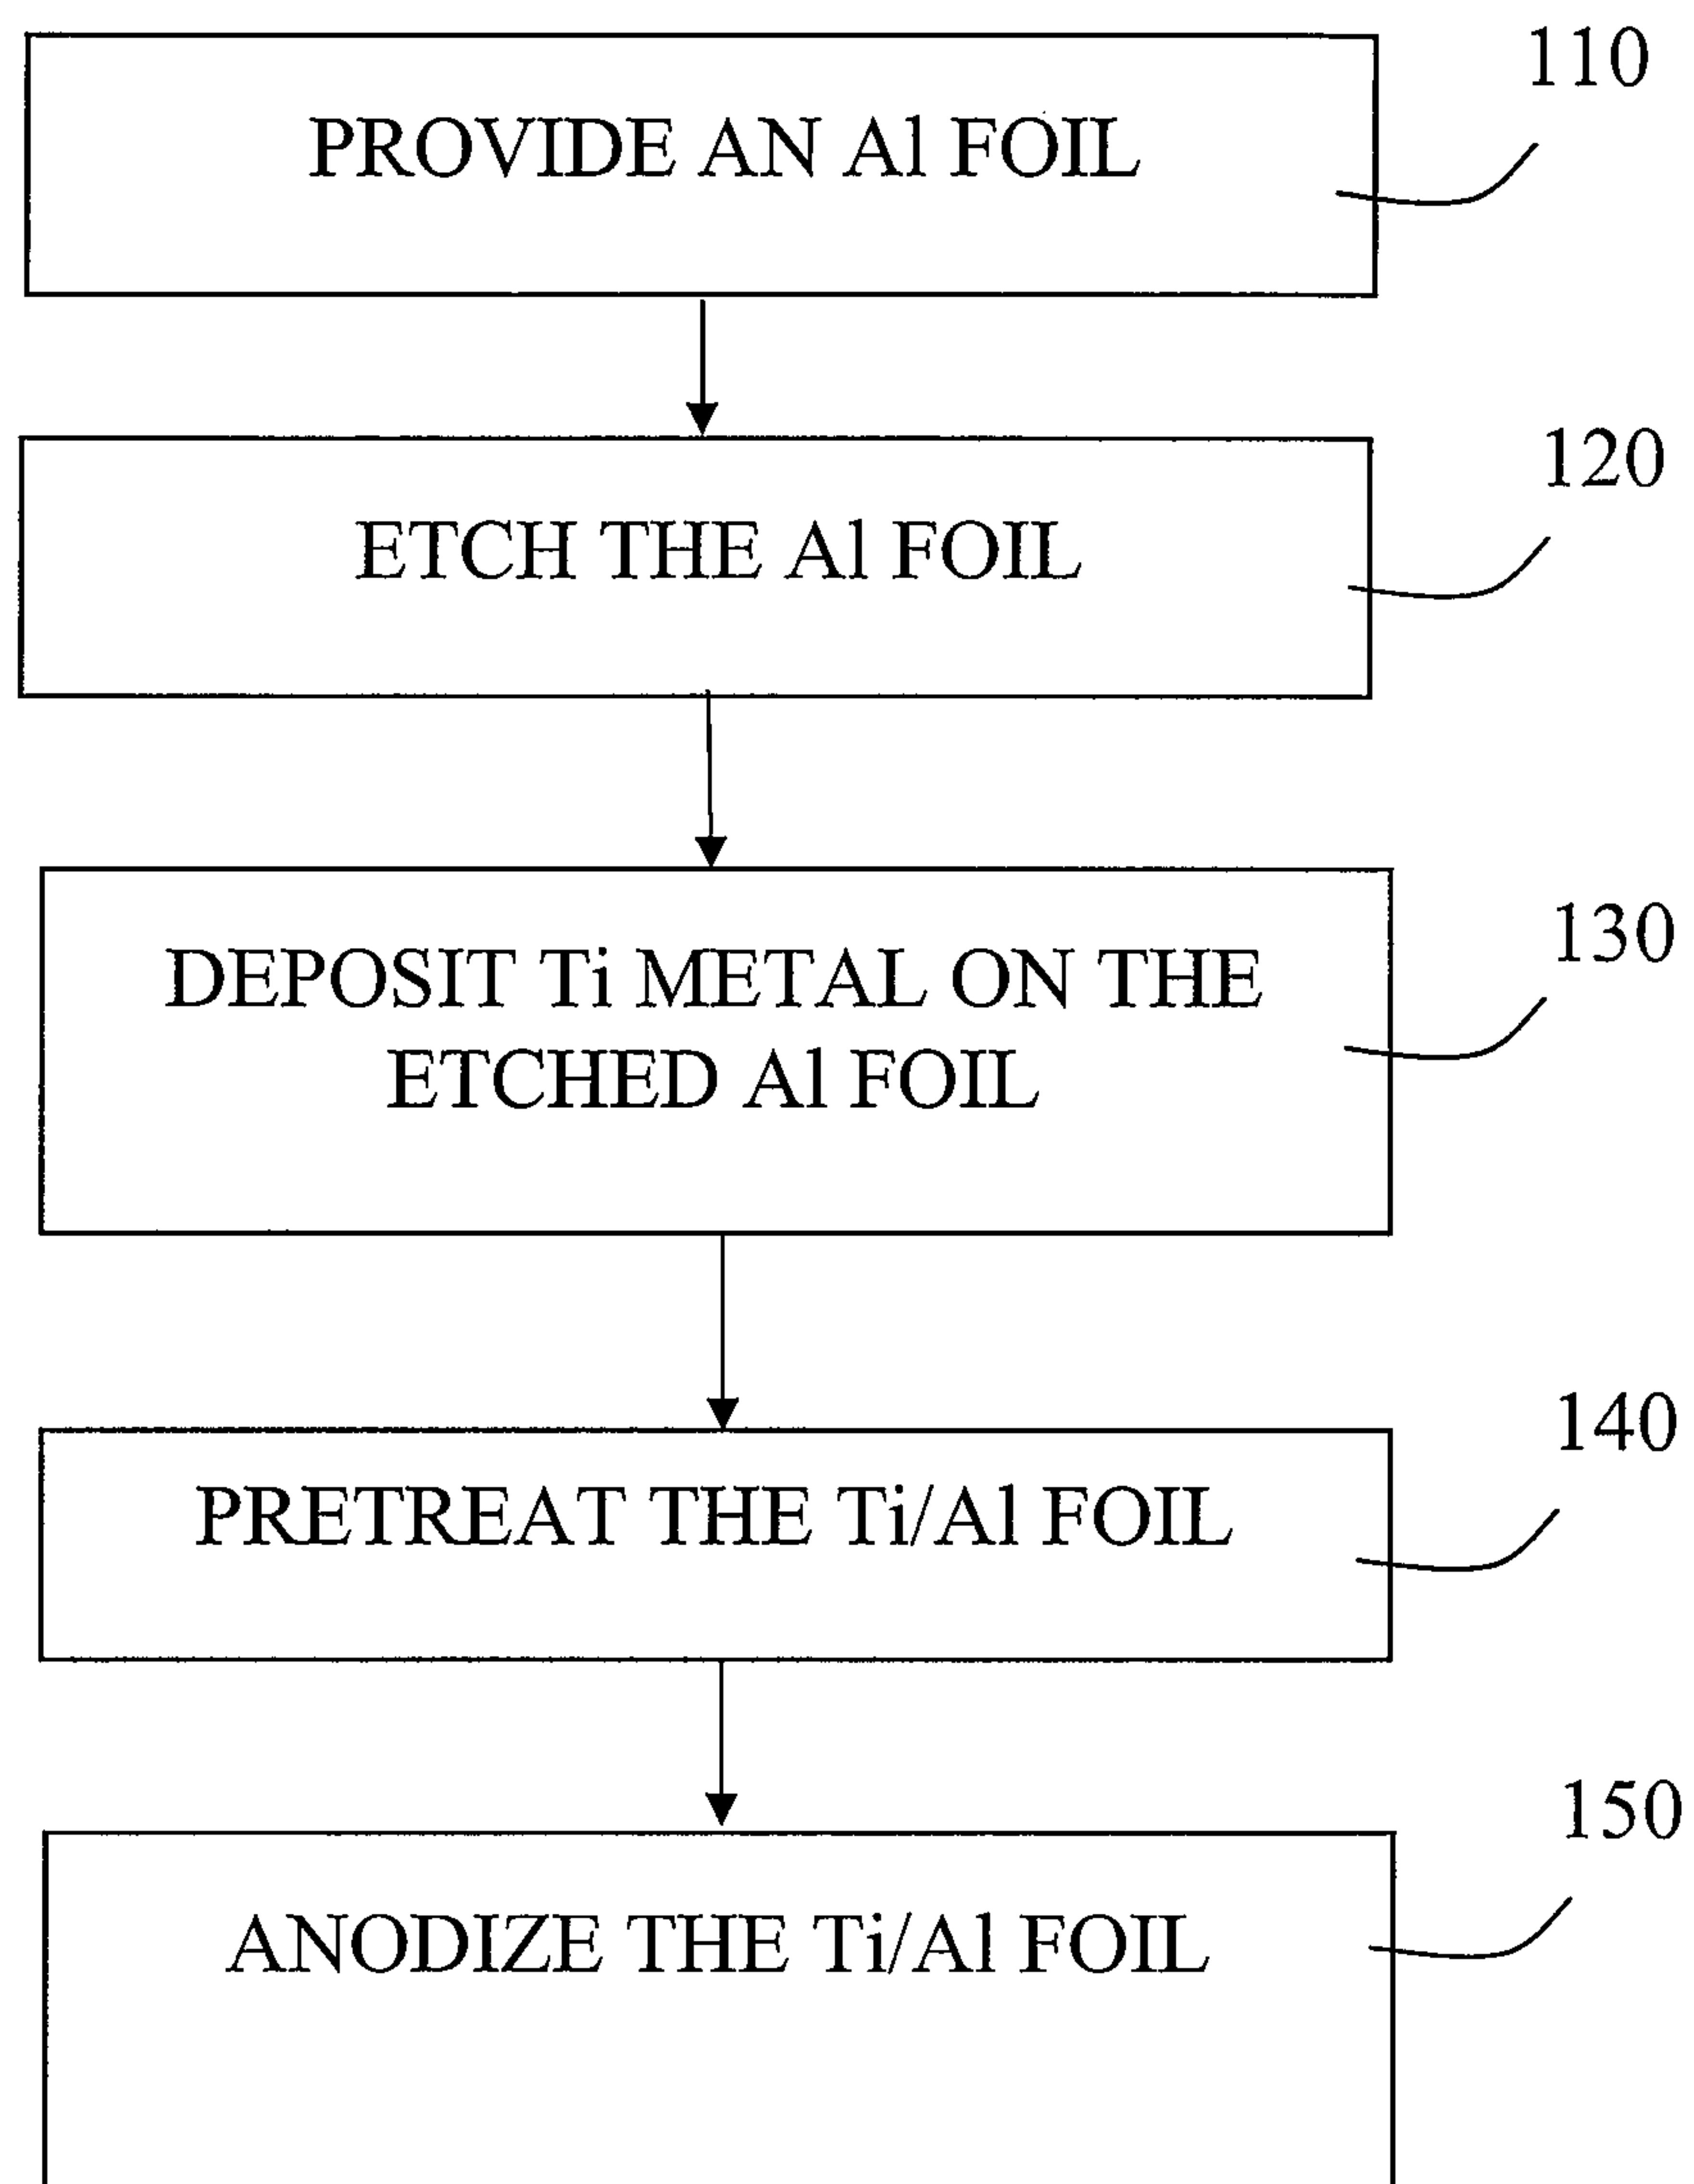 110
PROVIDE AN Al FOIL
120
ETCH THE Al FOIL
130
DEPOSIT Ti METAL ON THE
ETCHED Al FOIL
140
PRETREAT THE Ti/Al FOIL
150
ANODIZE THE Ti/Al FOIL